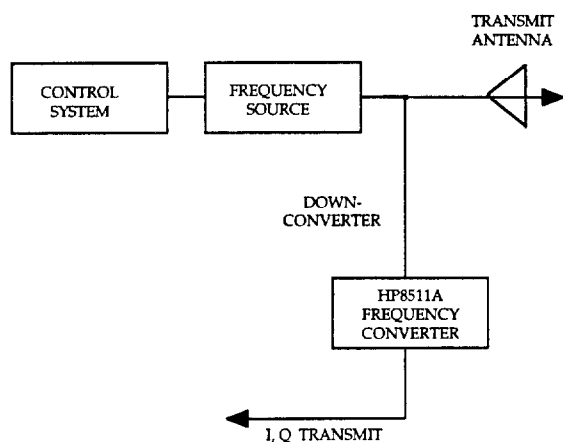 TRANSMIT
ANTENNA
CONTROL
SYSTEM
FREQUENCY
SOURCE
DOWN-
CONVERTER
HP8511A
FREQUENCY
CONVERTER
I, Q TRANSMIT